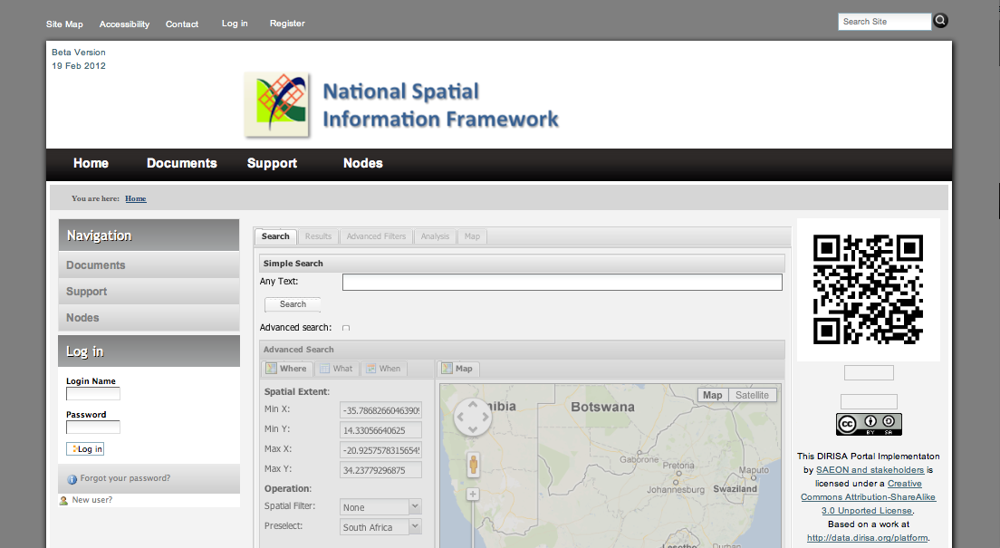 Site Map Accessibility Contact Log in Register
Search Site
Beta Version
19 Feb 2012
National Spatial
Information Framework
Home Documents Support Nodes
You are here: Home
Navigation
Documents
Support
Nodes
Log in
Login Name
Password
Log in
Forgot your password?
New user?
Search Results Advanced Filters Analysis Map
Simple Search
Any Text:
Search
Advanced search:
Advanced Search
Where What When
Map
Spatial Extent:
Min X: -35.786826604639
Min Y: 14.33056640625
Max X: -20.9257578315654
Max Y: 34.23779296875
Operation:
Spatial Filter: None
Preselect: South Africa
Map Satellite
ibia
Botswana
Gaborone
Pretoria
Johannesburg
Maputo
Swaziland
Lesotho
Durban
BY SA
This DIRISA Portal Implementaton
by SAEON and stakeholders is
licensed under a Creative
Commons Attribution-ShareAlike
3.0 Unported License.
Based on a work at
http://data.dirisa.org/platform.